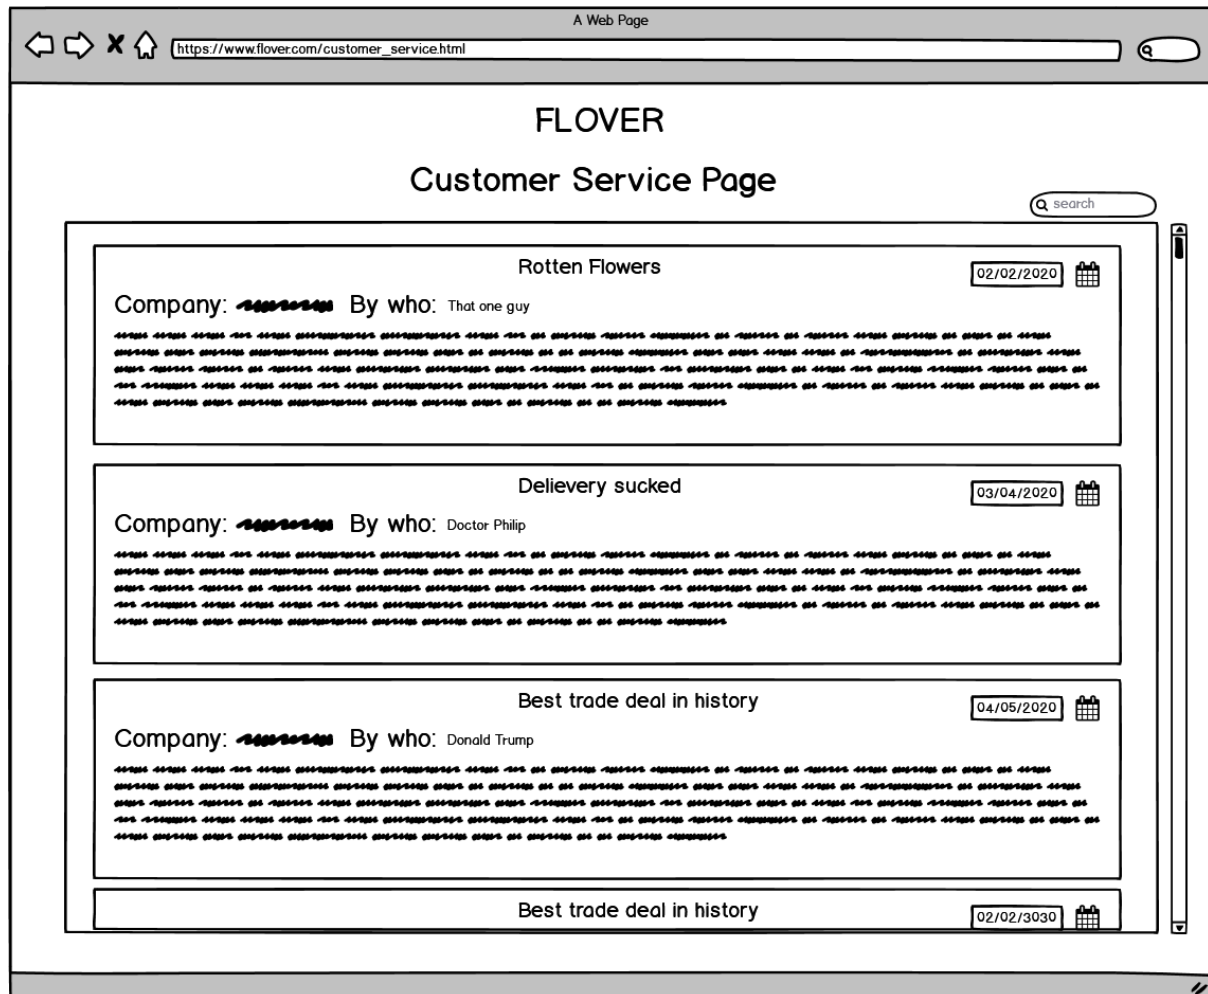 A Web Page
https://www.flover.com/customer_service.html
FLOVER
Customer Service Page
search
Rotten Flowers
02/02/2020
Company: By who: That one guy
Delievery sucked
03/04/2020
Company: By who: Doctor Philip
Best trade deal in history
04/05/2020
Company: By who: Donald Trump
Best trade deal in history
02/02/3030